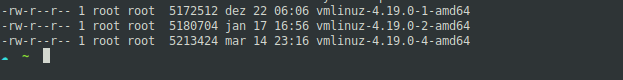 -rw-r--r-- 1 root root  5172512 dez 22 06:06 vmlinuz-4.19.0-1-amd64
-rw-r--r-- 1 root root  5180704 jan 17 16:56 vmlinuz-4.19.0-2-amd64
-rw-r--r-- 1 root root  5213424 mar 14 23:16 vmlinuz-4.19.0-4-amd64
☁  ~